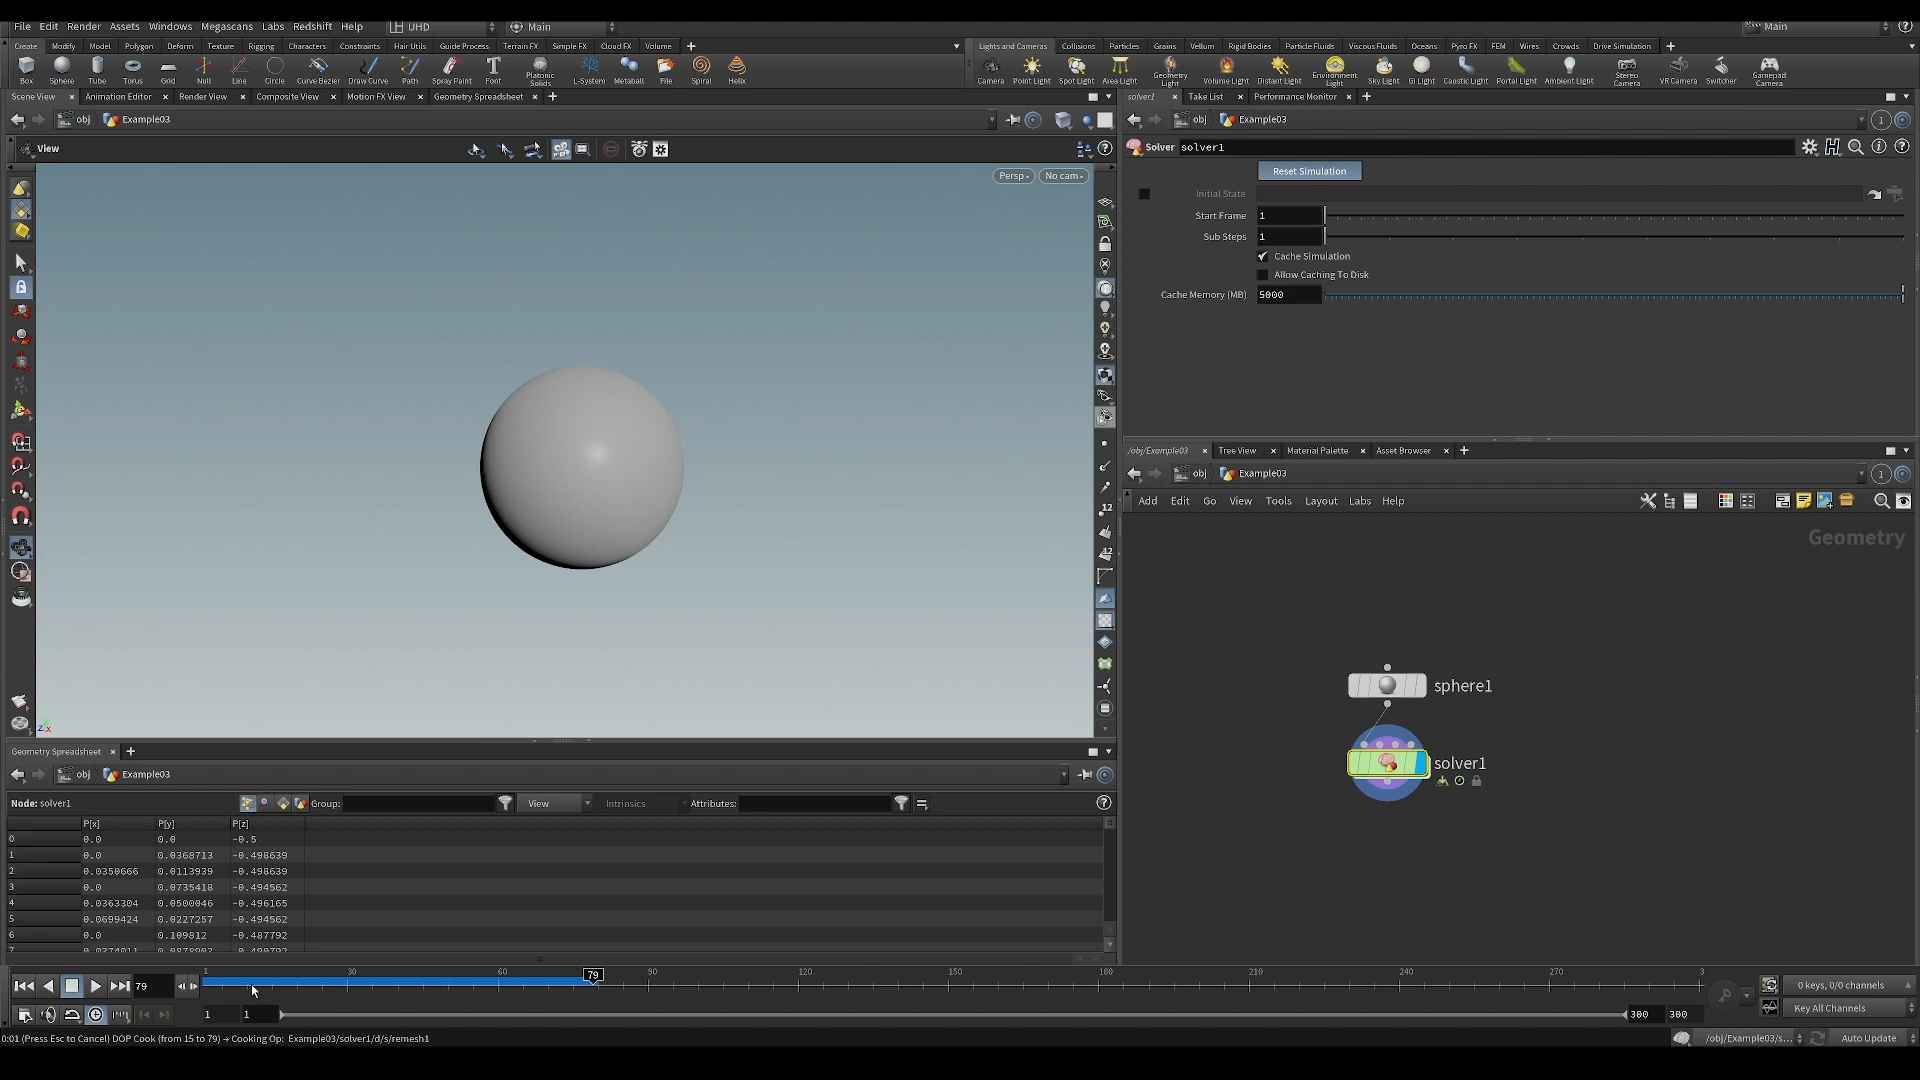 File Edit Render Assets Windows Megascans Labs Redshift Help UHD Main Main
Create Modify Model Polygon Deform Texture Rigging Characters Constraints Hair Utils Guide Process Terrain FX Simple FX Cloud FX Volume
Lights and Cameras Collisions Particles Grains Vellum Rigid Bodies Particle Fluids Viscous Fluids Oceans Pyro FX FEM Wires Crowds Drive Simulation
Box Sphere Tube Torus Grid Null Line Circle Curve Bezier Draw Curve Path Spray Paint Font Platonic Solids L-System Metaball File Spiral Helix
Camera Point Light Spot Light Area Light Geometry Light Volume Light Distant Light Environment Light Sky Light GI Light Caustic Light Portal Light Ambient Light Stereo Camera VR Camera Switcher Gamepad Camera
Scene View Animation Editor Render View Composite View Motion FX View Geometry Spreadsheet
solver1 Take List Performance Monitor
obj Example03
obj Example03 1
View
Solver solver1
Persp No cam
Reset Simulation
Initial State
Start Frame 1
Sub Steps 1
Cache Simulation
Allow Caching To Disk
Cache Memory (MB) 5000
12
12
/obj/Example03 Tree View Material Palette Asset Browser
obj Example03 1
Add Edit Go View Tools Layout Labs Help
Geometry
sphere1
solver1
Geometry Spreadsheet
obj Example03
Node: solver1 Group: View Intrinsics Attributes:
P[x] P[y] P[z]
0 0.0 0.0 -0.5
1 0.0 0.0368713 -0.498639
2 0.0350666 0.0113939 -0.498639
3 0.0 0.0735418 -0.494562
4 0.0363304 0.0500046 -0.496165
5 0.0699424 0.0227257 -0.494562
6 0.0 0.109812 -0.487792
7
1 30 60 79 90 120 150 180 210 240 270 3
79
0 keys, 0/0 channels
1 1 300 300
Key All Channels
0:01 (Press Esc to Cancel) DOP Cook (from 15 to 79) → Cooking Op: Example03/solver1/d/s/remesh1
/obj/Example03/s... Auto Update